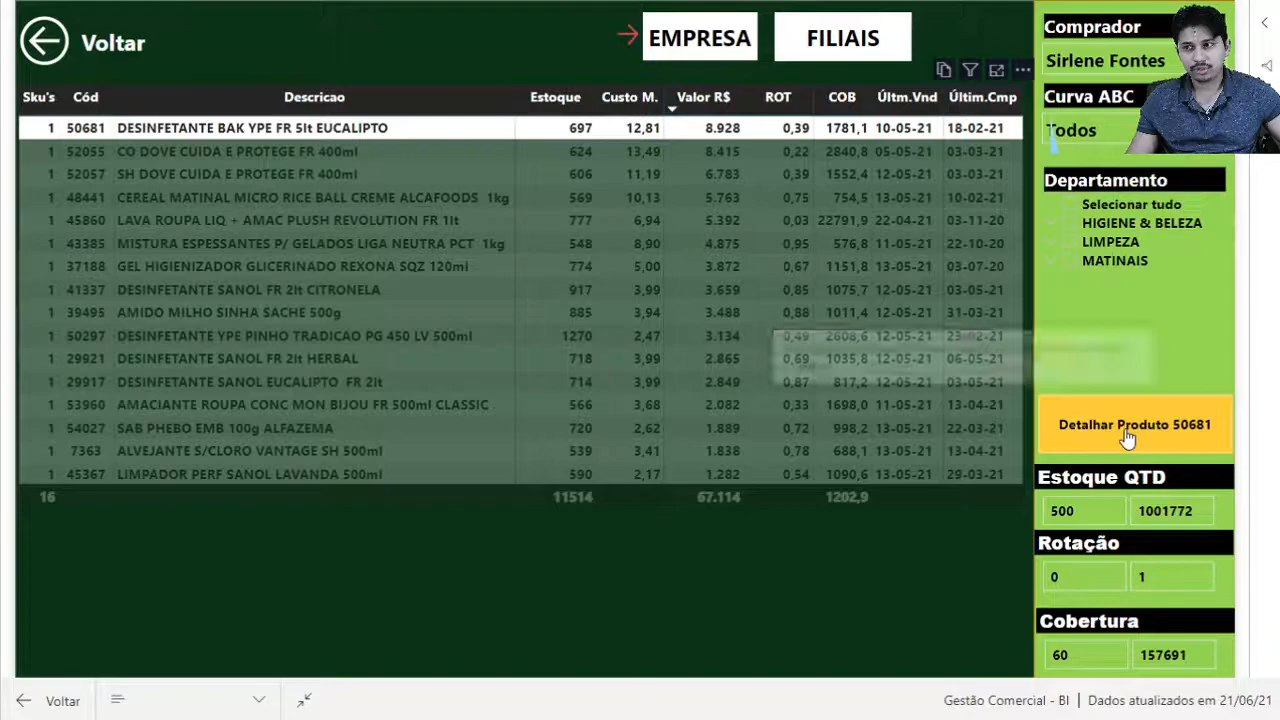 Voltar
EMPRESA
FILIAIS
Sku's Cód Descricao Estoque Custo M. Valor R$ ROT COB Últm.Vnd Últim.Cmp
1 50681 DESINFETANTE BAK YPE FR 5lt EUCALIPTO 697 12,81 8.928 0,39 1781,1 10-05-21 18-02-21
1 52055 CO DOVE CUIDA E PROTEGE FR 400ml 624 13,49 8.415 0,22 2840,8 05-05-21 03-03-21
1 52057 SH DOVE CUIDA E PROTEGE FR 400ml 606 11,19 6.783 0,39 1552,4 12-05-21 03-03-21
1 48441 CEREAL MATINAL MICRO RICE BALL CREME ALCAFOODS 1kg 569 10,13 5.763 0,75 754,5 13-05-21 10-02-21
1 45860 LAVA ROUPA LIQ + AMAC PLUSH REVOLUTION FR 1lt 777 6,94 5.392 0,03 22791,9 22-04-21 03-11-20
1 43385 MISTURA ESPESSANTES P/ GELADOS LIGA NEUTRA PCT 1kg 548 8,90 4.875 0,95 576,8 11-05-21 22-10-20
1 37188 GEL HIGIENIZADOR GLICERINADO REXONA SQZ 120ml 774 5,00 3.872 0,67 1151,8 13-05-21 03-07-20
1 41337 DESINFETANTE SANOL FR 2lt CITRONELA 917 3,99 3.659 0,85 1075,7 12-05-21 03-05-21
1 39495 AMIDO MILHO SINHA SACHE 500g 885 3,94 3.488 0,88 1011,4 12-05-21 31-03-21
1 50297 DESINFETANTE YPE PINHO TRADICAO PG 450 LV 500ml 1270 2,47 3.134 0,49 2608,6 12-05-21 23-02-21
1 29921 DESINFETANTE SANOL FR 2lt HERBAL 718 3,99 2.865 0,69 1035,8 12-05-21 06-05-21
1 29917 DESINFETANTE SANOL EUCALIPTO FR 2lt 714 3,99 2.849 0,87 817,2 12-05-21 03-05-21
1 53960 AMACIANTE ROUPA CONC MON BIJOU FR 500ml CLASSIC 566 3,68 2.082 0,33 1698,0 11-05-21 13-04-21
1 54027 SAB PHEBO EMB 100g ALFAZEMA 720 2,62 1.889 0,72 998,2 13-05-21 22-03-21
1 7363 ALVEJANTE S/CLORO VANTAGE SH 500ml 539 3,41 1.838 0,78 688,1 13-05-21 13-04-21
1 45367 LIMPADOR PERF SANOL LAVANDA 500ml 590 2,17 1.282 0,54 1090,6 13-05-21 29-03-21
16 11514 67.114 1202,9
Comprador
Sirlene Fontes
Curva ABC
Todos
Departamento
Selecionar tudo
HIGIENE & BELEZA
LIMPEZA
MATINAIS
Detalhar Produto 50681
Estoque QTD
500 1001772
Rotação
0 1
Cobertura
60 157691
Voltar
Gestão Comercial - BI | Dados atualizados em 21/06/21